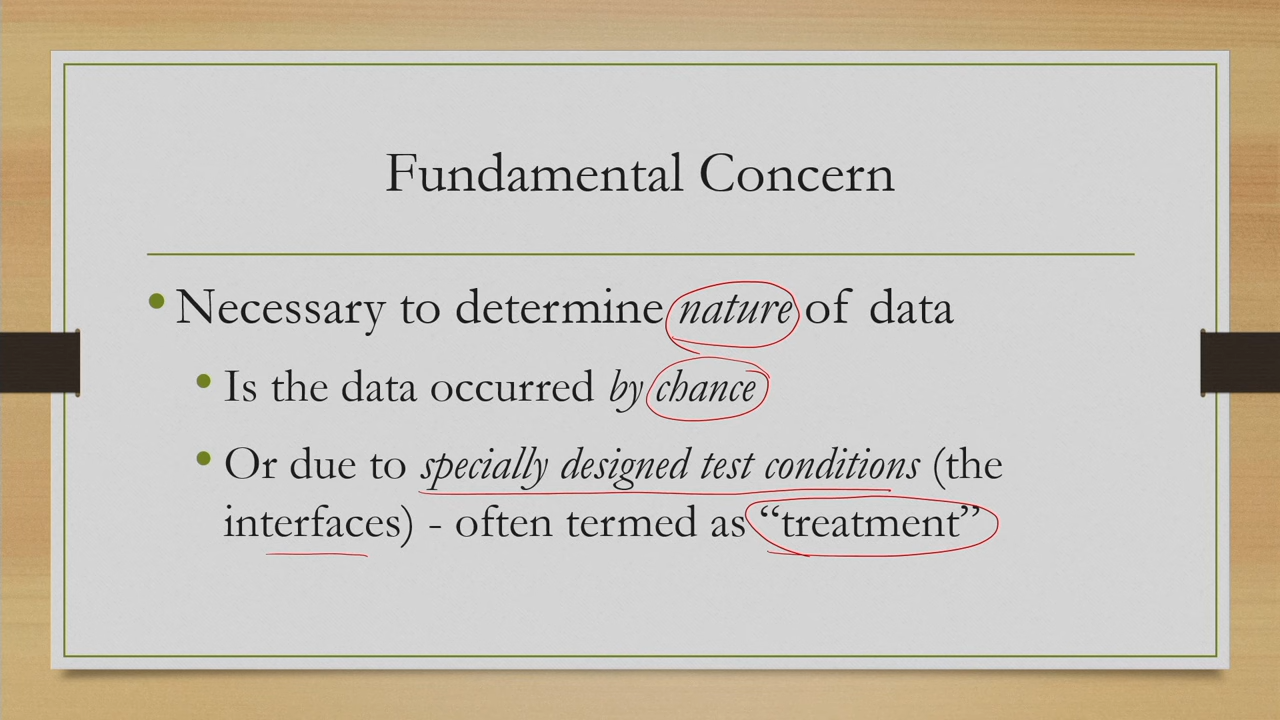 Fundamental Concern
• Necessary to determine nature of data
• Is the data occurred by chance
• Or due to specially designed test conditions (the
interfaces) - often termed as “treatment”